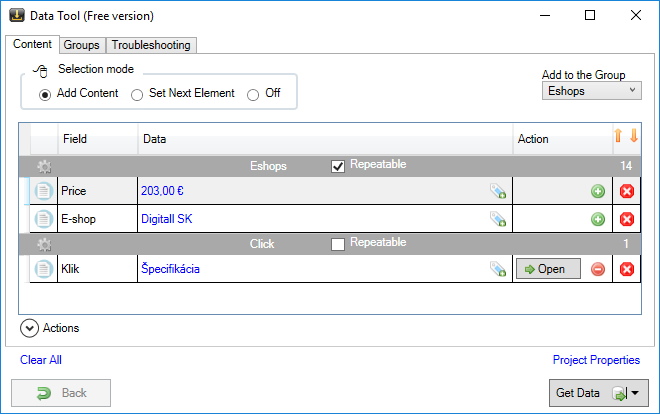 Data Tool (Free version)
Content Groups Troubleshooting
Selection mode
Add Content Set Next Element Off
Add to the Group
Eshops
Field Data Action
Eshops Repeatable 14
Price 203,00 €
E-shop Digitall SK
Click Repeatable 1
Klik Špecifikácia Open
Actions
Clear All Project Properties
Back Get Data